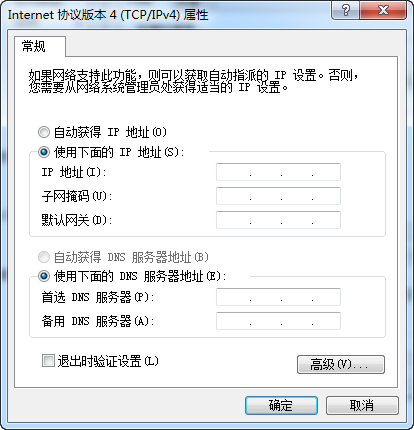 Internet 协议版本 4 (TCP/IPv4) 属性
常规
如果网络支持此功能，则可以获取自动指派的 IP 设置。否则，
您需要从网络系统管理员处获得适当的 IP 设置。
自动获得 IP 地址(O)
使用下面的 IP 地址(S):
IP 地址(I):
子网掩码(U):
默认网关(D):
自动获得 DNS 服务器地址(B)
使用下面的 DNS 服务器地址(E):
首选 DNS 服务器(P):
备用 DNS 服务器(A):
退出时验证设置(L)
高级(V)...
确定
取消